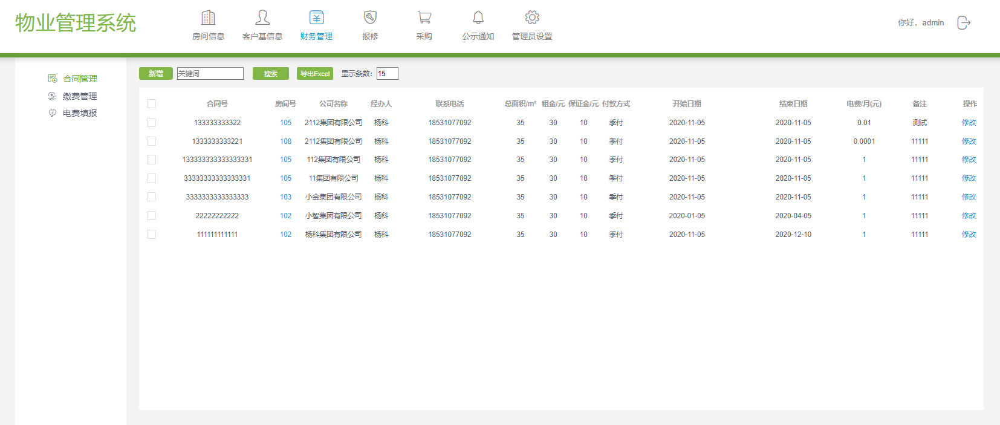 物业管理系统
房间信息 客户基信息 财务管理 报修 采购 公示通知 管理员设置
你好，admin
合同管理
缴费管理
电费填报
新增 关键词 搜索 导出Excel 显示条数: 15
合同号 房间号 公司名称 经办人 联系电话 总面积/m² 租金/元 保证金/元 付款方式 开始日期 结束日期 电费/月(元) 备注 操作
133333333322 105 2112集团有限公司 杨科 18531077092 35 30 10 季付 2020-11-05 2020-11-05 0.01 测试 修改
1333333333221 108 2112集团有限公司 杨科 18531077092 35 30 10 季付 2020-11-05 2020-11-05 0.0001 11111 修改
133333333333333331 105 112集团有限公司 杨科 18531077092 35 30 10 季付 2020-11-05 2020-11-05 1 11111 修改
33333333333333331 105 11集团有限公司 杨科 18531077092 35 30 10 季付 2020-11-05 2020-11-05 1 11111 修改
3333333333333333 103 小金集团有限公司 杨科 18531077092 35 30 10 季付 2020-11-05 2020-11-05 1 11111 修改
22222222222 102 小智集团有限公司 杨科 18531077092 35 30 10 季付 2020-01-05 2020-04-05 1 11111 修改
111111111111 102 杨科集团有限公司 杨科 18531077092 35 30 10 季付 2020-11-05 2020-12-10 1 11111 修改